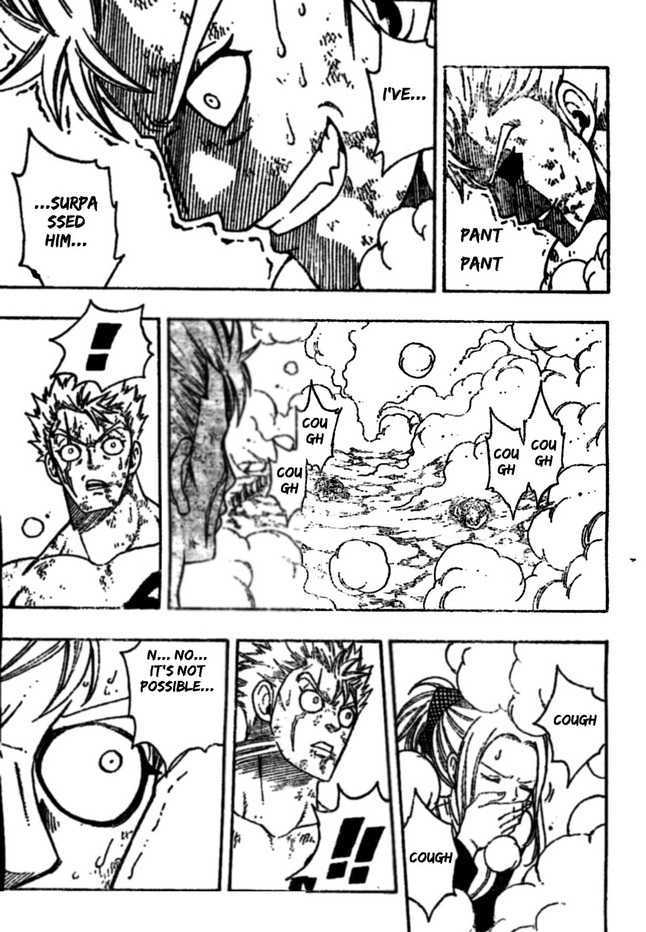 PANT
PANT
I'VE...
...SURPA
SSED
HIM...
COU
GH
COU
GH
COU
GH
COU
GH
!!
COUGH
COUGH
!!
N... NO...
IT'S NOT
POSSIBLE...